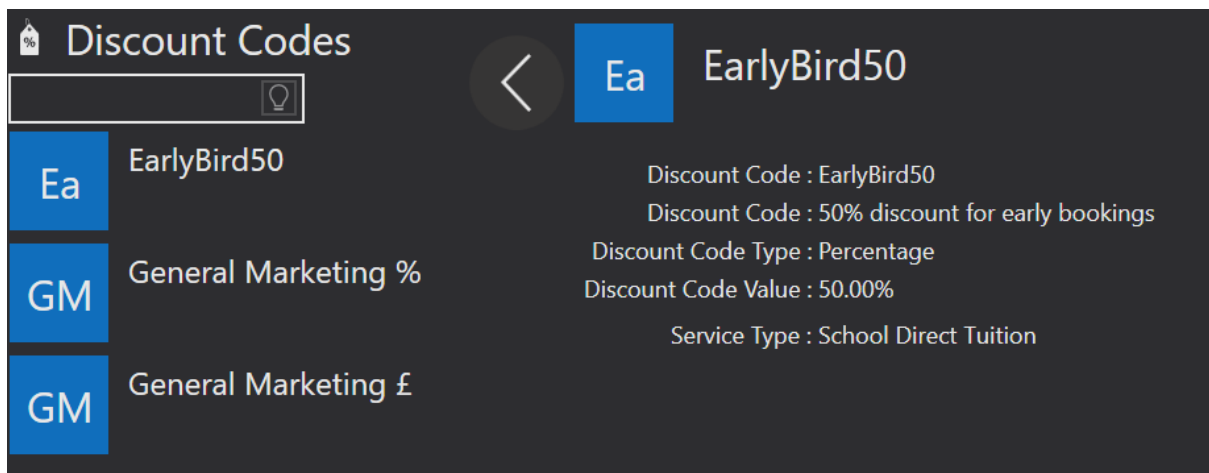 % Discount Codes
Ea EarlyBird50
GM General Marketing %
GM General Marketing £
Ea EarlyBird50
Discount Code : EarlyBird50
Discount Code : 50% discount for early bookings
Discount Code Type : Percentage
Discount Code Value : 50.00%
Service Type : School Direct Tuition